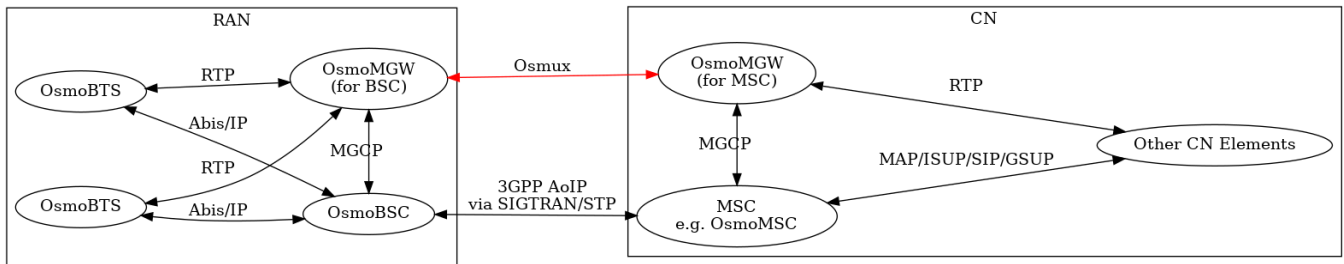 RAN
CN
OsmoBTS
RTP
OsmoMGW
(for BSC)
Osmux
OsmoMGW
(for MSC)
RTP
Abis/IP
MGCP
MGCP
Other CN Elements
RTP
MAP/ISUP/SIP/GSUP
OsmoBTS
Abis/IP
OsmoBSC
3GPP AoIP
via SIGTRAN/STP
MSC
e.g. OsmoMSC